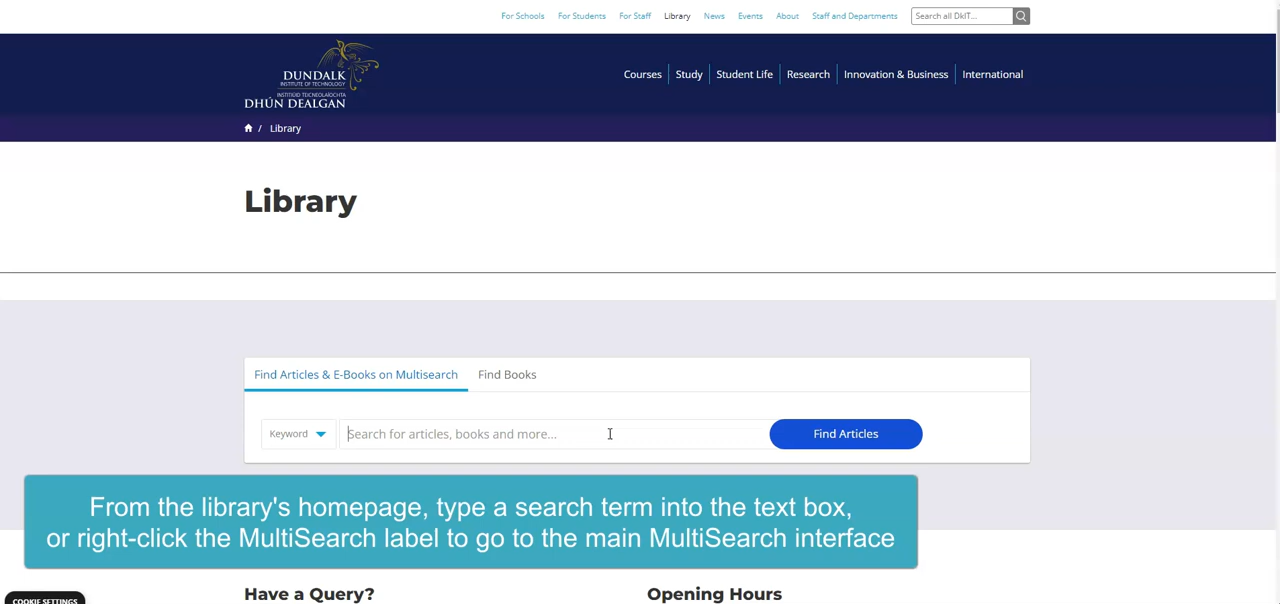 For Schools For Students For Staff Library News Events About Staff and Departments Search all DkIT...
DUNDALK
INSTITUTE OF TECHNOLOGY
INSTITIÚID TEICNEOLAÍOCHTA
DHÚN DEALGAN
Courses Study Student Life Research Innovation & Business International
/ Library
Library
Find Articles & E-Books on Multisearch Find Books
Keyword Search for articles, books and more... Find Articles
From the library's homepage, type a search term into the text box,
or right-click the MultiSearch label to go to the main MultiSearch interface
Have a Query? Opening Hours
COOKIE SETTINGS